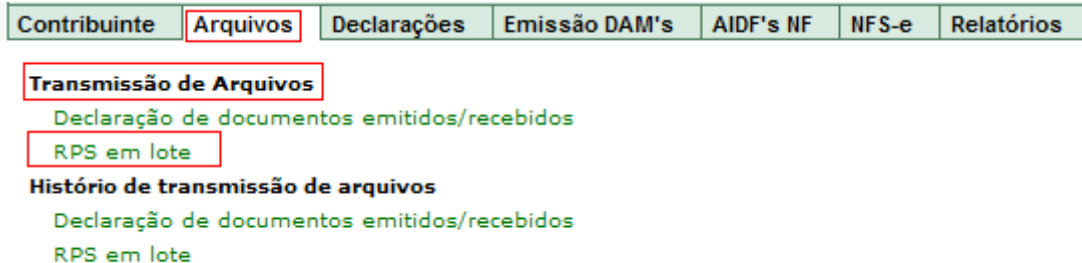 Contribuinte Arquivos Declarações Emissão DAM's AIDF's NF NFS-e Relatórios
Transmissão de Arquivos
Declaração de documentos emitidos/recebidos
RPS em lote
Histório de transmissão de arquivos
Declaração de documentos emitidos/recebidos
RPS em lote